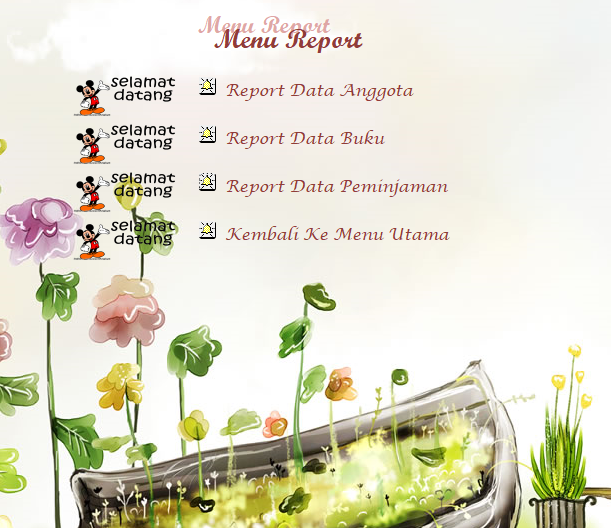 Menu Report
Menu Report
selamat datang Report Data Anggota
selamat datang Report Data Buku
selamat datang Report Data Peminjaman
selamat datang Kembali Ke Menu Utama